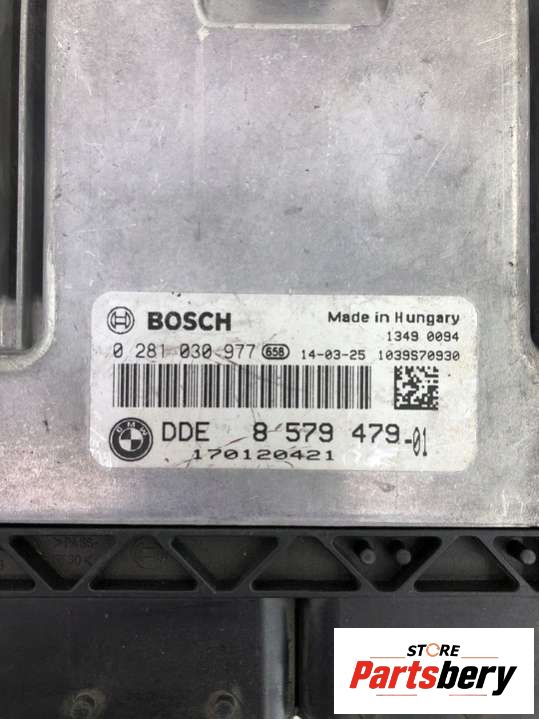 BOSCH Made in Hungary
1349 0094
0 281 030 977 658 14-03-25 1039S70930
BMW DDE 8 579 479-01
170120421
STORE
Partsbery